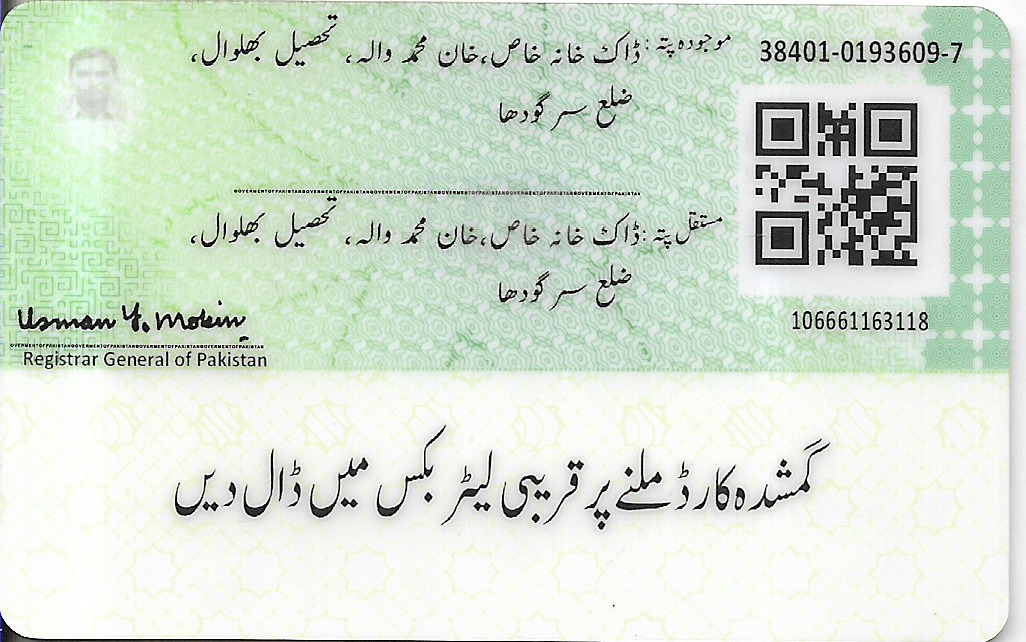 موجودہ پتہ: ڈاک خانہ خاص، خان محمد والہ، تحصیل بھلوال، 38401-0193609-7
ضلع سرگودھا
GOVERMENTOFPAKISTANGOVERMENTOFPAKISTANGOVERMENTOFPAKISTANGOVERMENTOFPAKISTANGOVERMENTOFPAKISTAN
مستقل پتہ: ڈاک خانہ خاص، خان محمد والہ، تحصیل بھلوال،
ضلع سرگودھا
Usman Y. Mobin
106661163118
Registrar General of Pakistan
گمشدہ کارڈ ملنے پر قریبی لیٹر بکس میں ڈال دیں